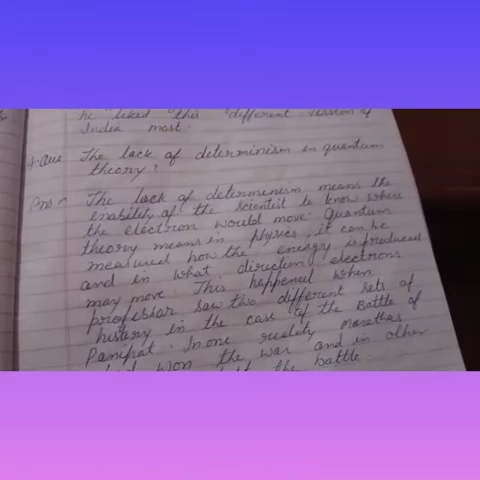 he liked this different version of
India most.
4. Que The lack of determinism in quantum
theory?
Ans The lack of determinism means the
enability of the scientist to know where
the electron would move. Quantum
theory means in Physics, it can be
measured how the energy is produced
and in what direction electrons
may move. This happened when
professar saw two different sets of
history in the case of the Battle of
Panipat. In one reality Marathas
won the war and in other
the battle.